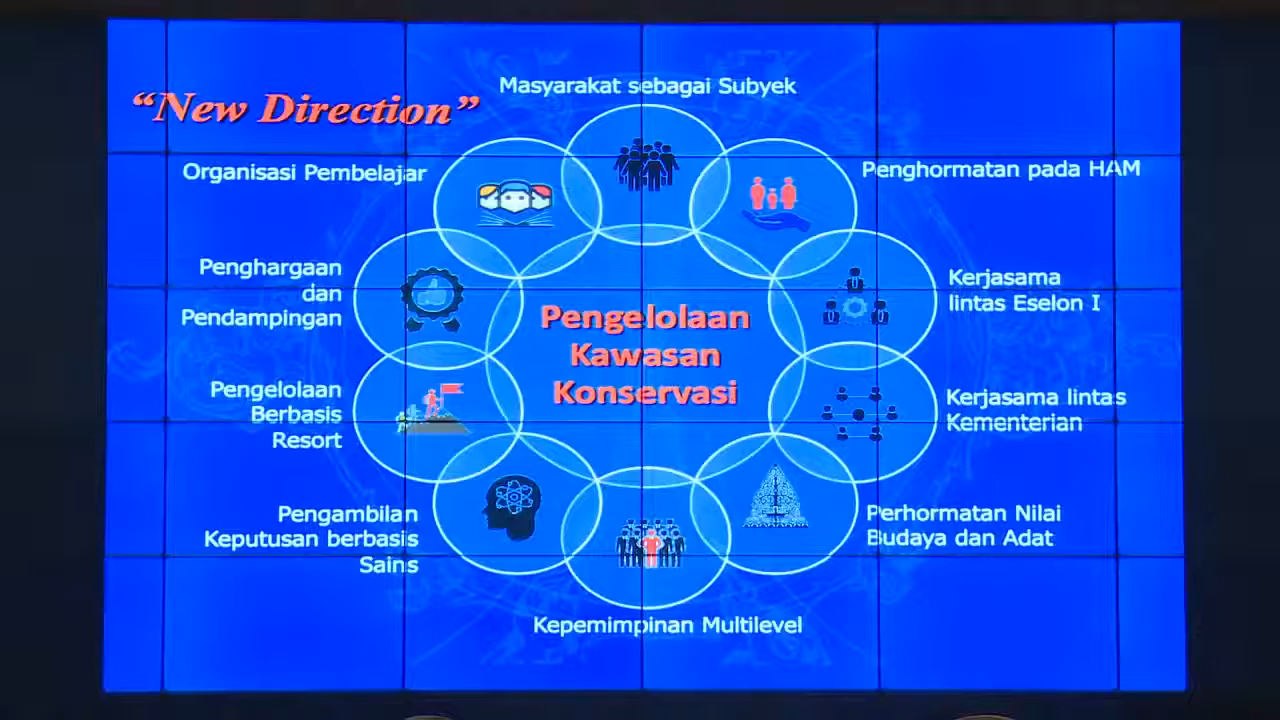 "New Direction"
Masyarakat sebagai Subyek
Penghormatan pada HAM
Kerjasama
lintas Eselon I
Kerjasama lintas
Kementerian
Perhormatan Nilai
Budaya dan Adat
Kepemimpinan Multilevel
Pengambilan
Keputusan berbasis
Sains
Pengelolaan
Berbasis
Resort
Penghargaan
dan
Pendampingan
Organisasi Pembelajar
Pengelolaan
Kawasan
Konservasi